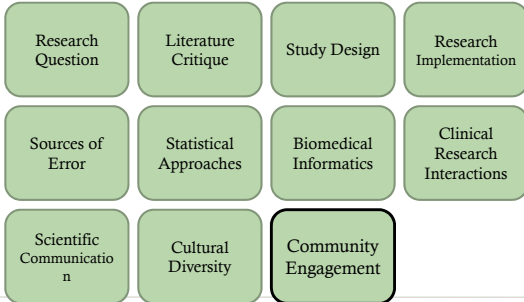 Research
Question
Literature
Critique
Study Design
Research
Implementation
Sources of
Error
Statistical
Approaches
Biomedical
Informatics
Clinical
Research
Interactions
Scientific
Communicatio
n
Cultural
Diversity
Community
Engagement